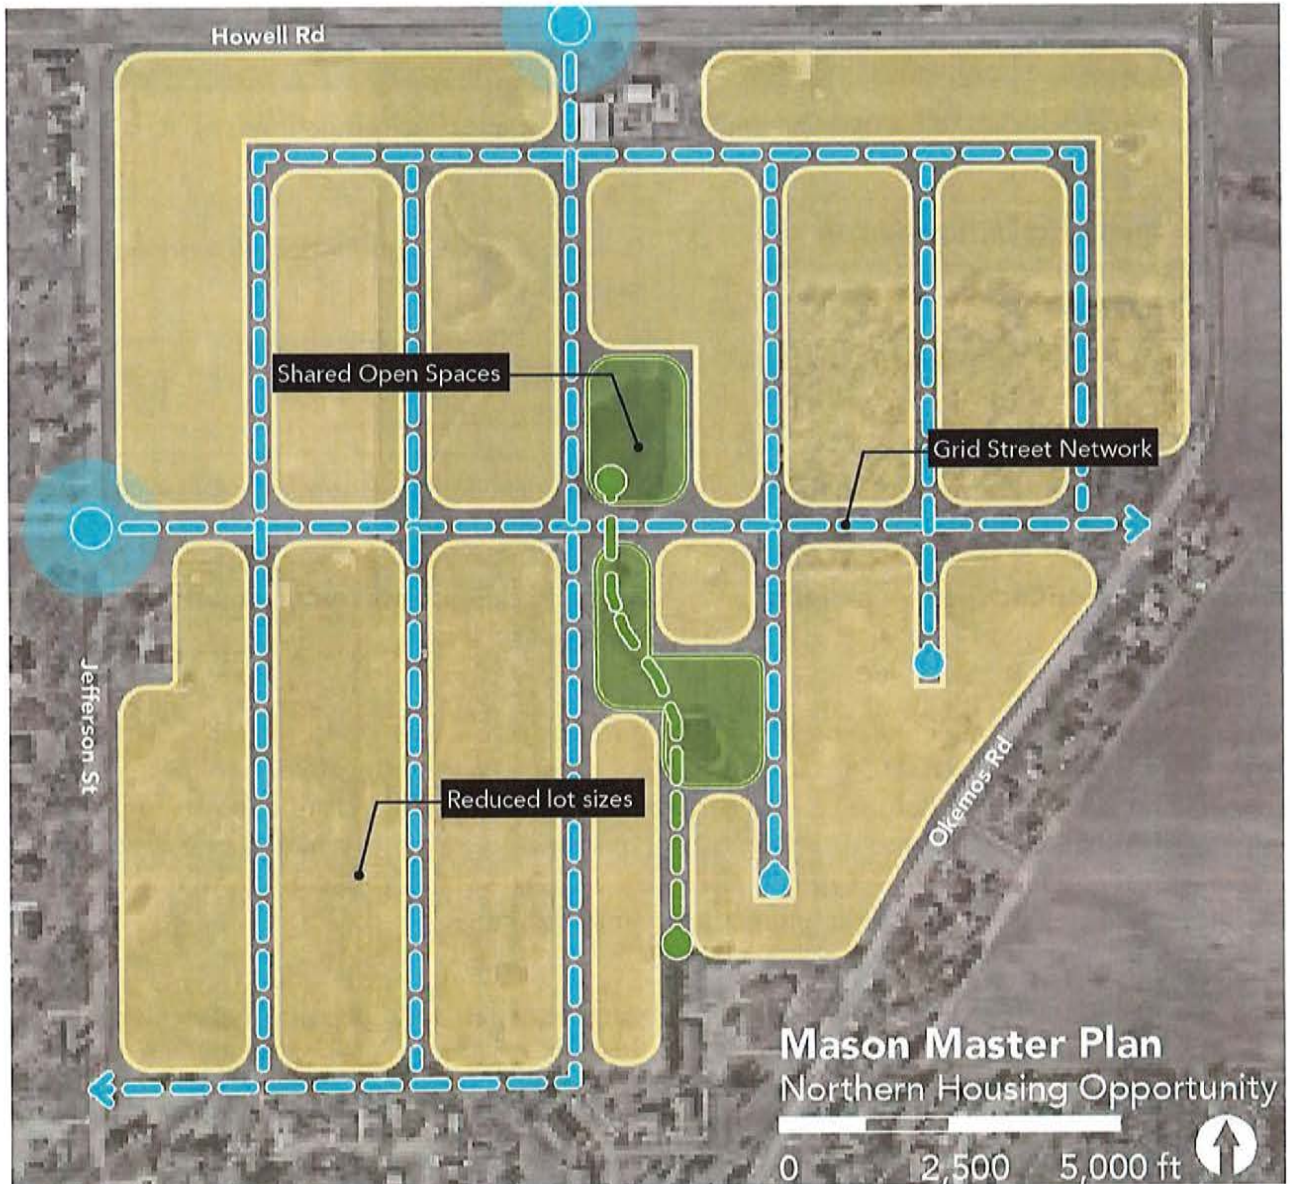 Howell Rd
Shared Open Spaces
Grid Street Network
Jefferson St
Reduced lot sizes
Okemos Rd
Mason Master Plan
Northern Housing Opportunity
0 2,500 5,000 ft